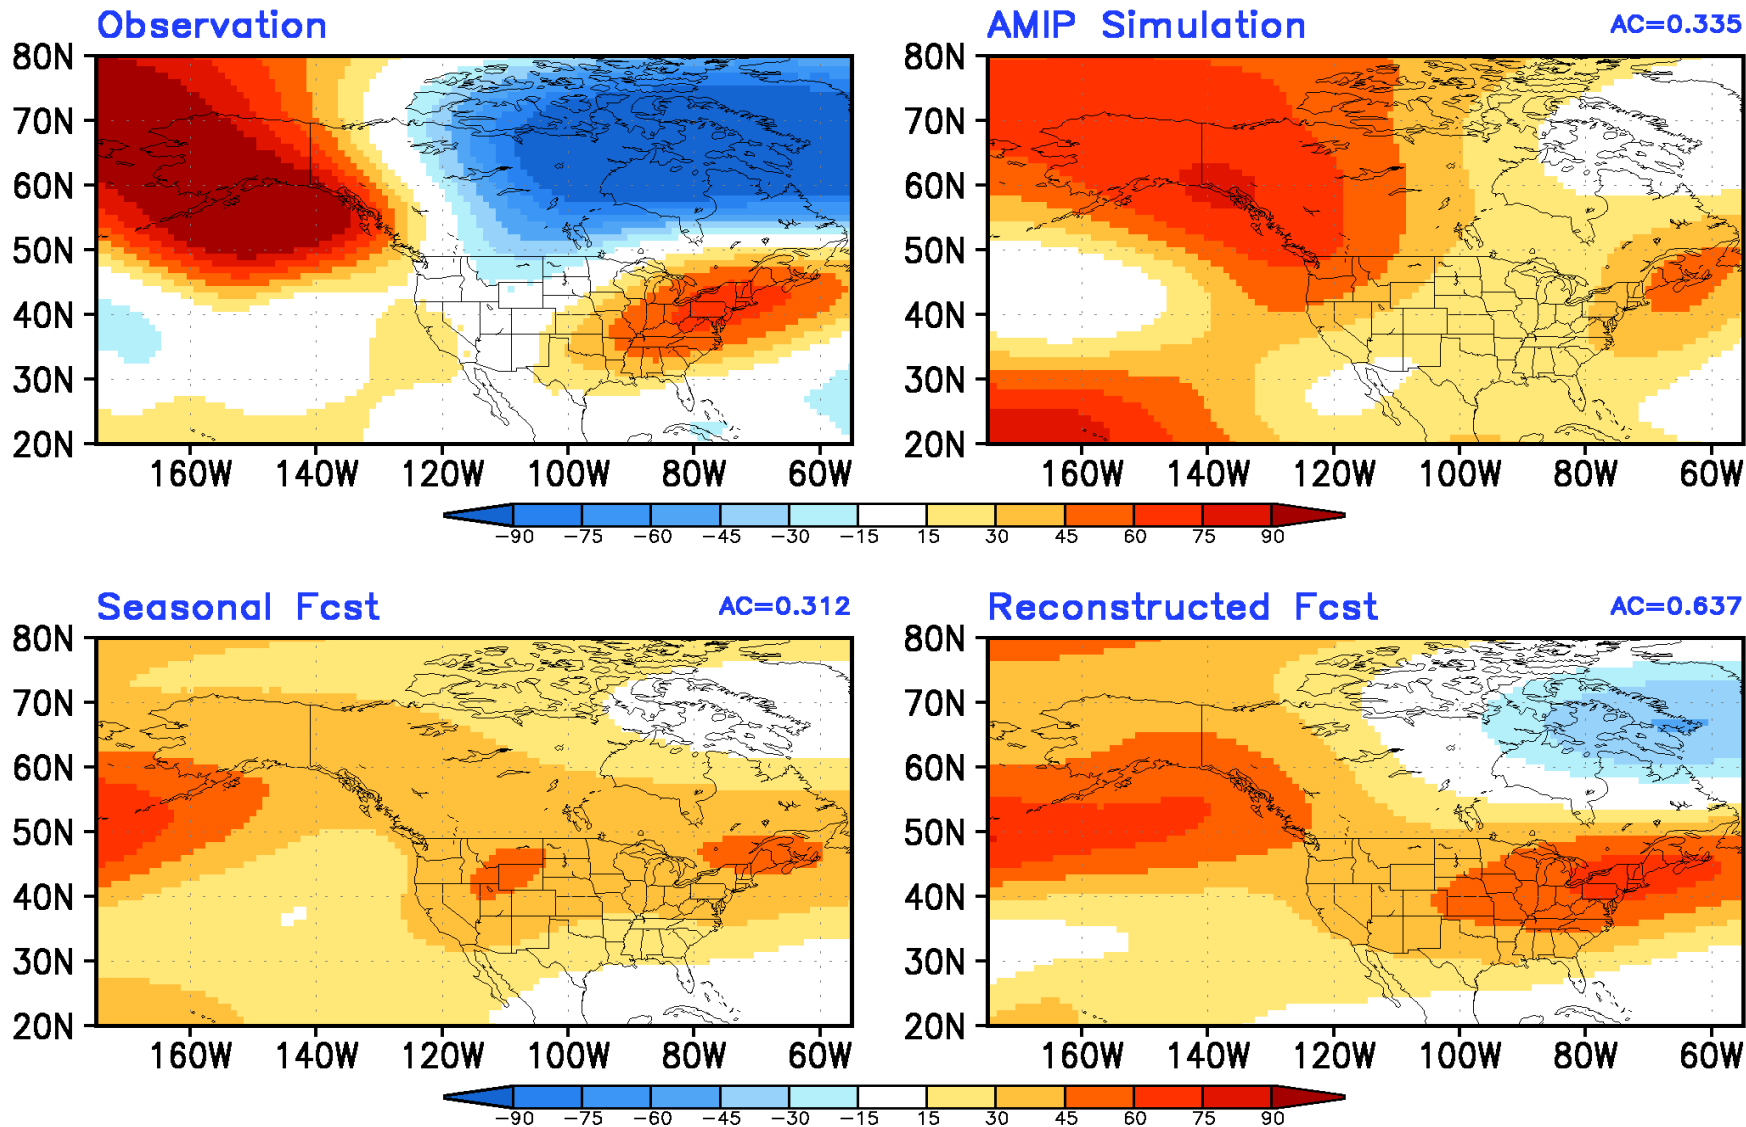 Observation
AMIP Simulation AC=0.335
80N 80N
70N 70N
60N 60N
50N 50N
40N 40N
30N 30N
20N 20N
160W 140W 120W 100W 80W 60W 160W 140W 120W 100W 80W 60W
-90 -75 -60 -45 -30 -15 15 30 45 60 75 90
Seasonal Fcst AC=0.312
Reconstructed Fcst AC=0.637
80N 80N
70N 70N
60N 60N
50N 50N
40N 40N
30N 30N
20N 20N
160W 140W 120W 100W 80W 60W 160W 140W 120W 100W 80W 60W
-90 -75 -60 -45 -30 -15 15 30 45 60 75 90